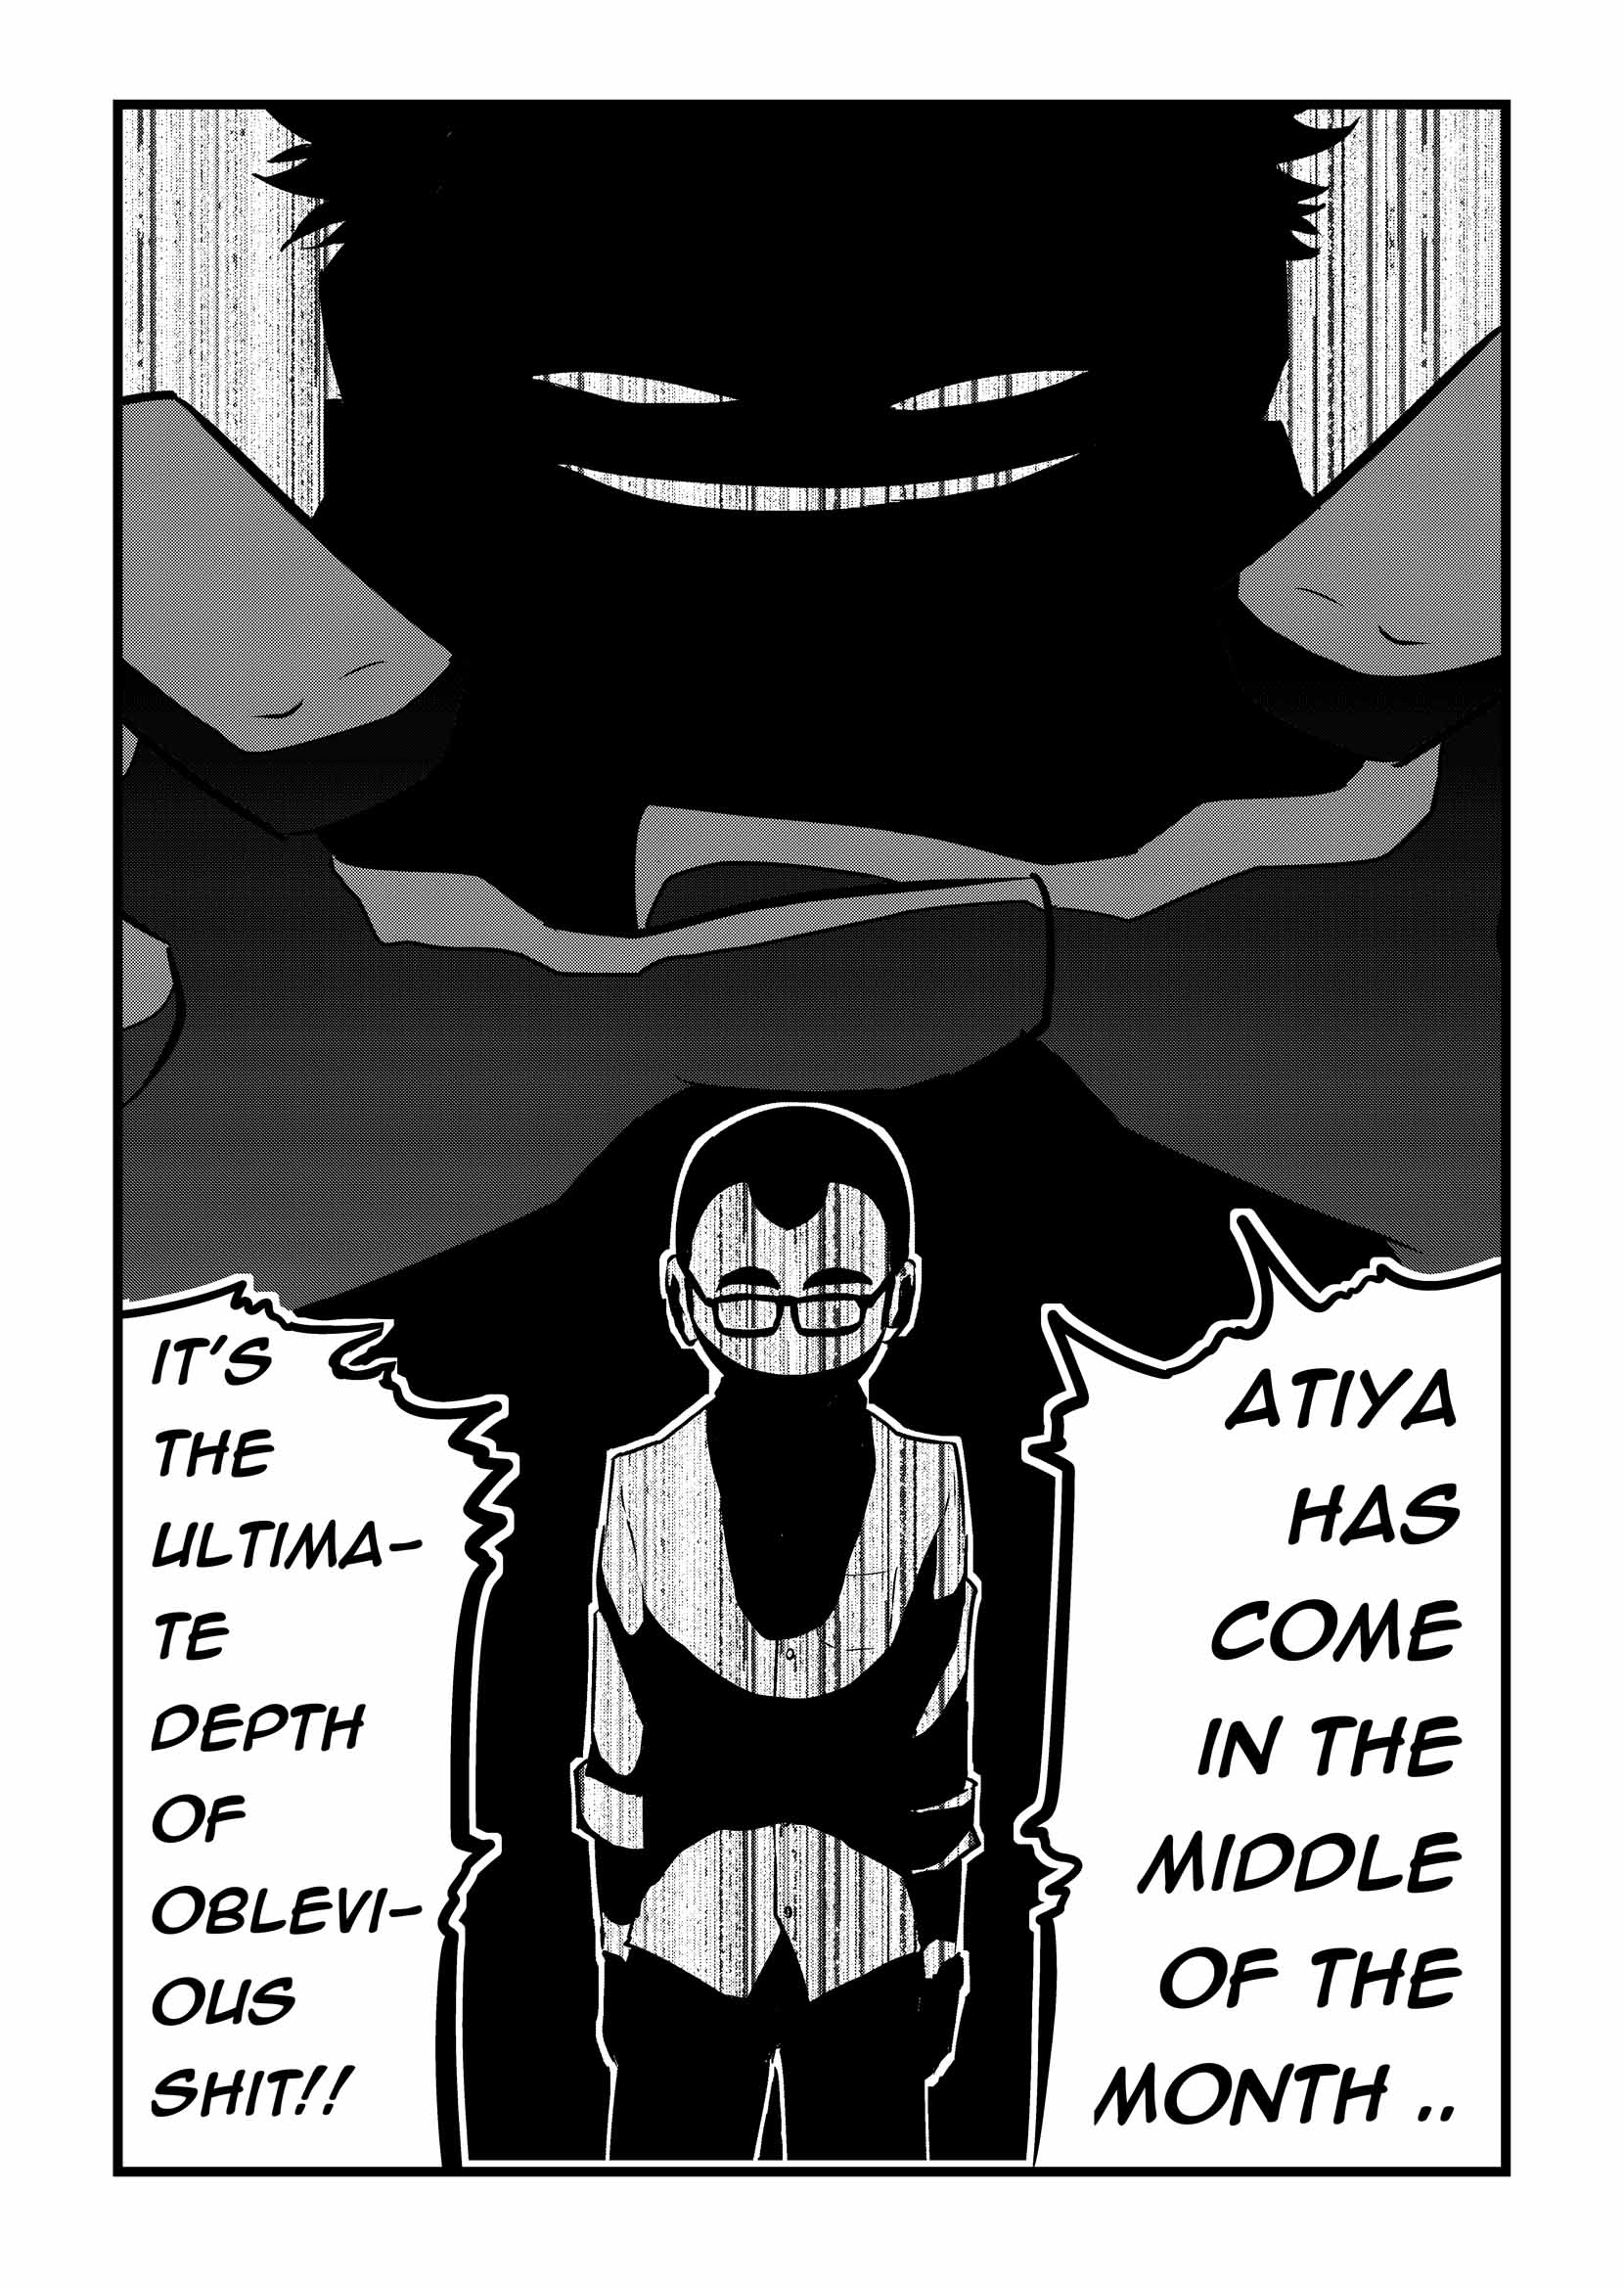 ATIYA
HAS
COME
IN THE
MIDDLE
OF THE
MONTH ..
IT'S
THE
ULTIMA-
TE
DEPTH
OF
OBLEVI-
OUS
SHIT!!